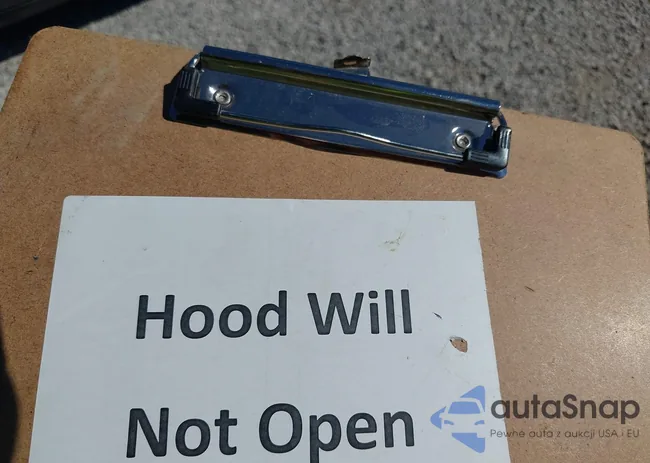 Hood Will
Not Open
autaSnap
Pewne auta z aukcji USA i EU